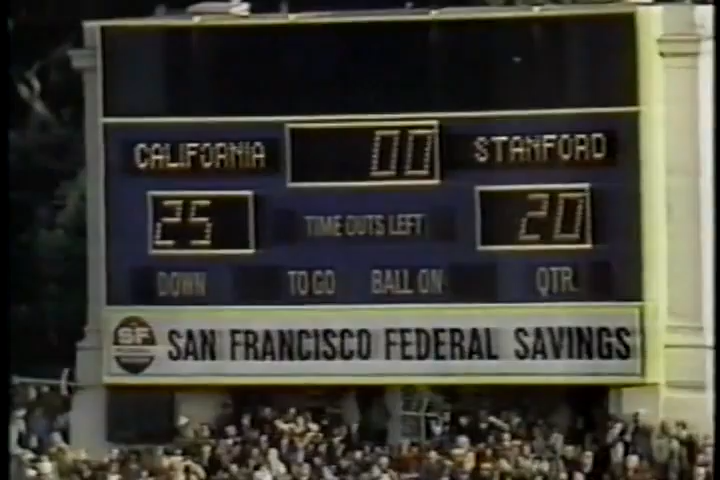 CALIFORNIA 00 STANFORD
25 TIME OUTS LEFT 20
DOWN TO GO BALL ON QTR.
SF SAN FRANCISCO FEDERAL SAVINGS